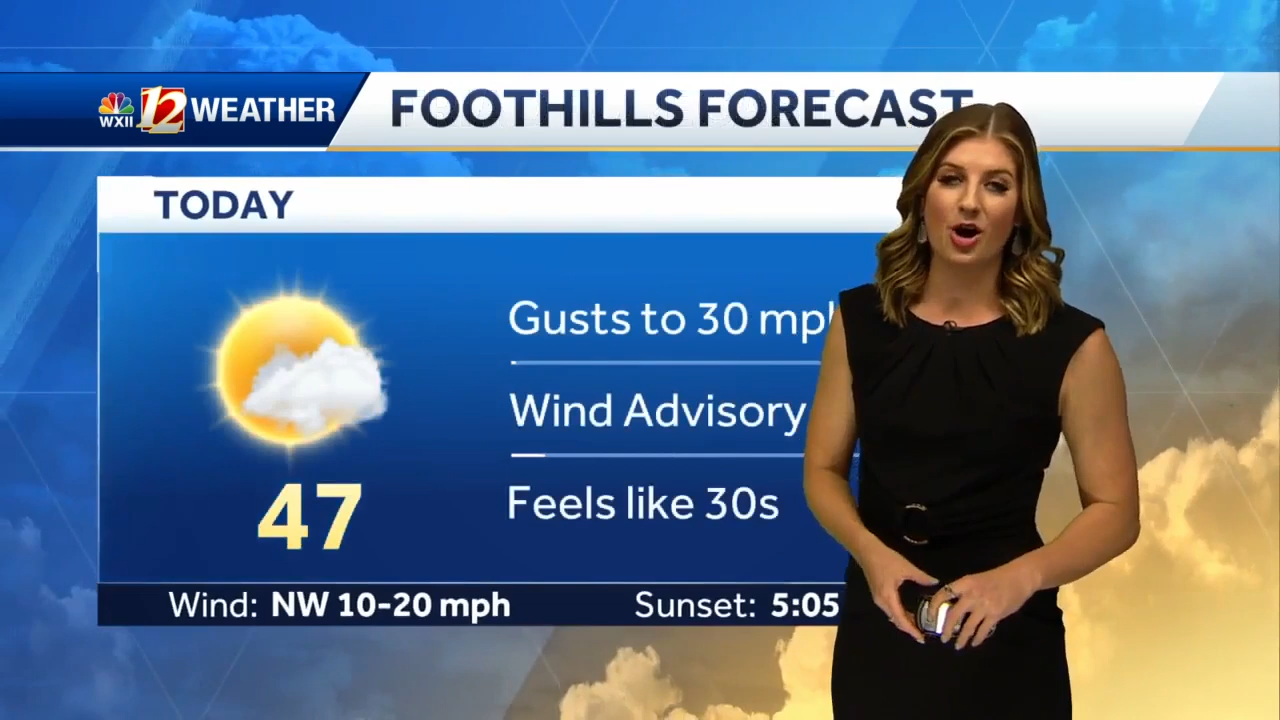 WXII 12 WEATHER
FOOTHILLS FORECAST
TODAY
Gusts to 30 mph
Wind Advisory
Feels like 30s
47
Wind: NW 10-20 mph
Sunset: 5:05